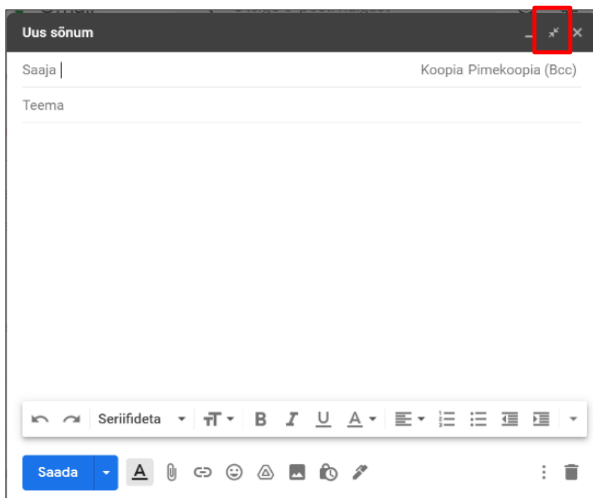 Uus sõnum
Saaja
Koopia Pimekoopia (Bcc)
Teema
Seriifideta
B I U A
Saada
A